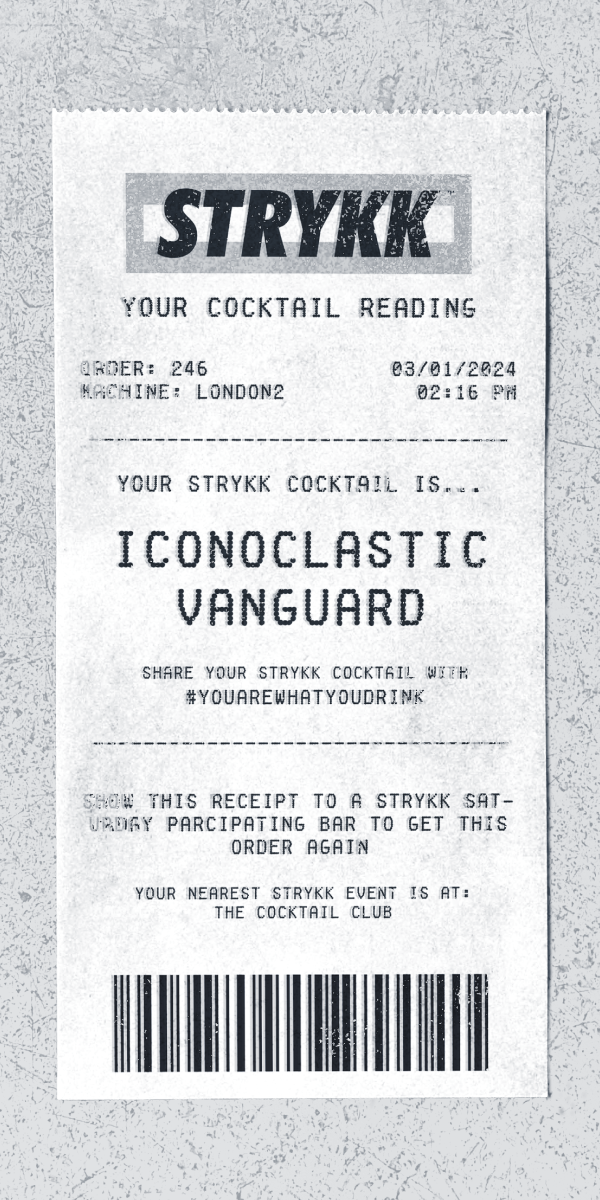 STRYKK
YOUR COCKTAIL READING
ORDER: 246 03/01/2024
MACHINE: LONDON2 02:16 PM
YOUR STRYKK COCKTAIL IS...
ICONOCLASTIC
VANGUARD
SHARE YOUR STRYKK COCKTAIL WITH
#YOUAREWHATYOUDRINK
SHOW THIS RECEIPT TO A STRYKK SAT-
URDAY PARCIPATING BAR TO GET THIS
ORDER AGAIN
YOUR NEAREST STRYKK EVENT IS AT:
THE COCKTAIL CLUB